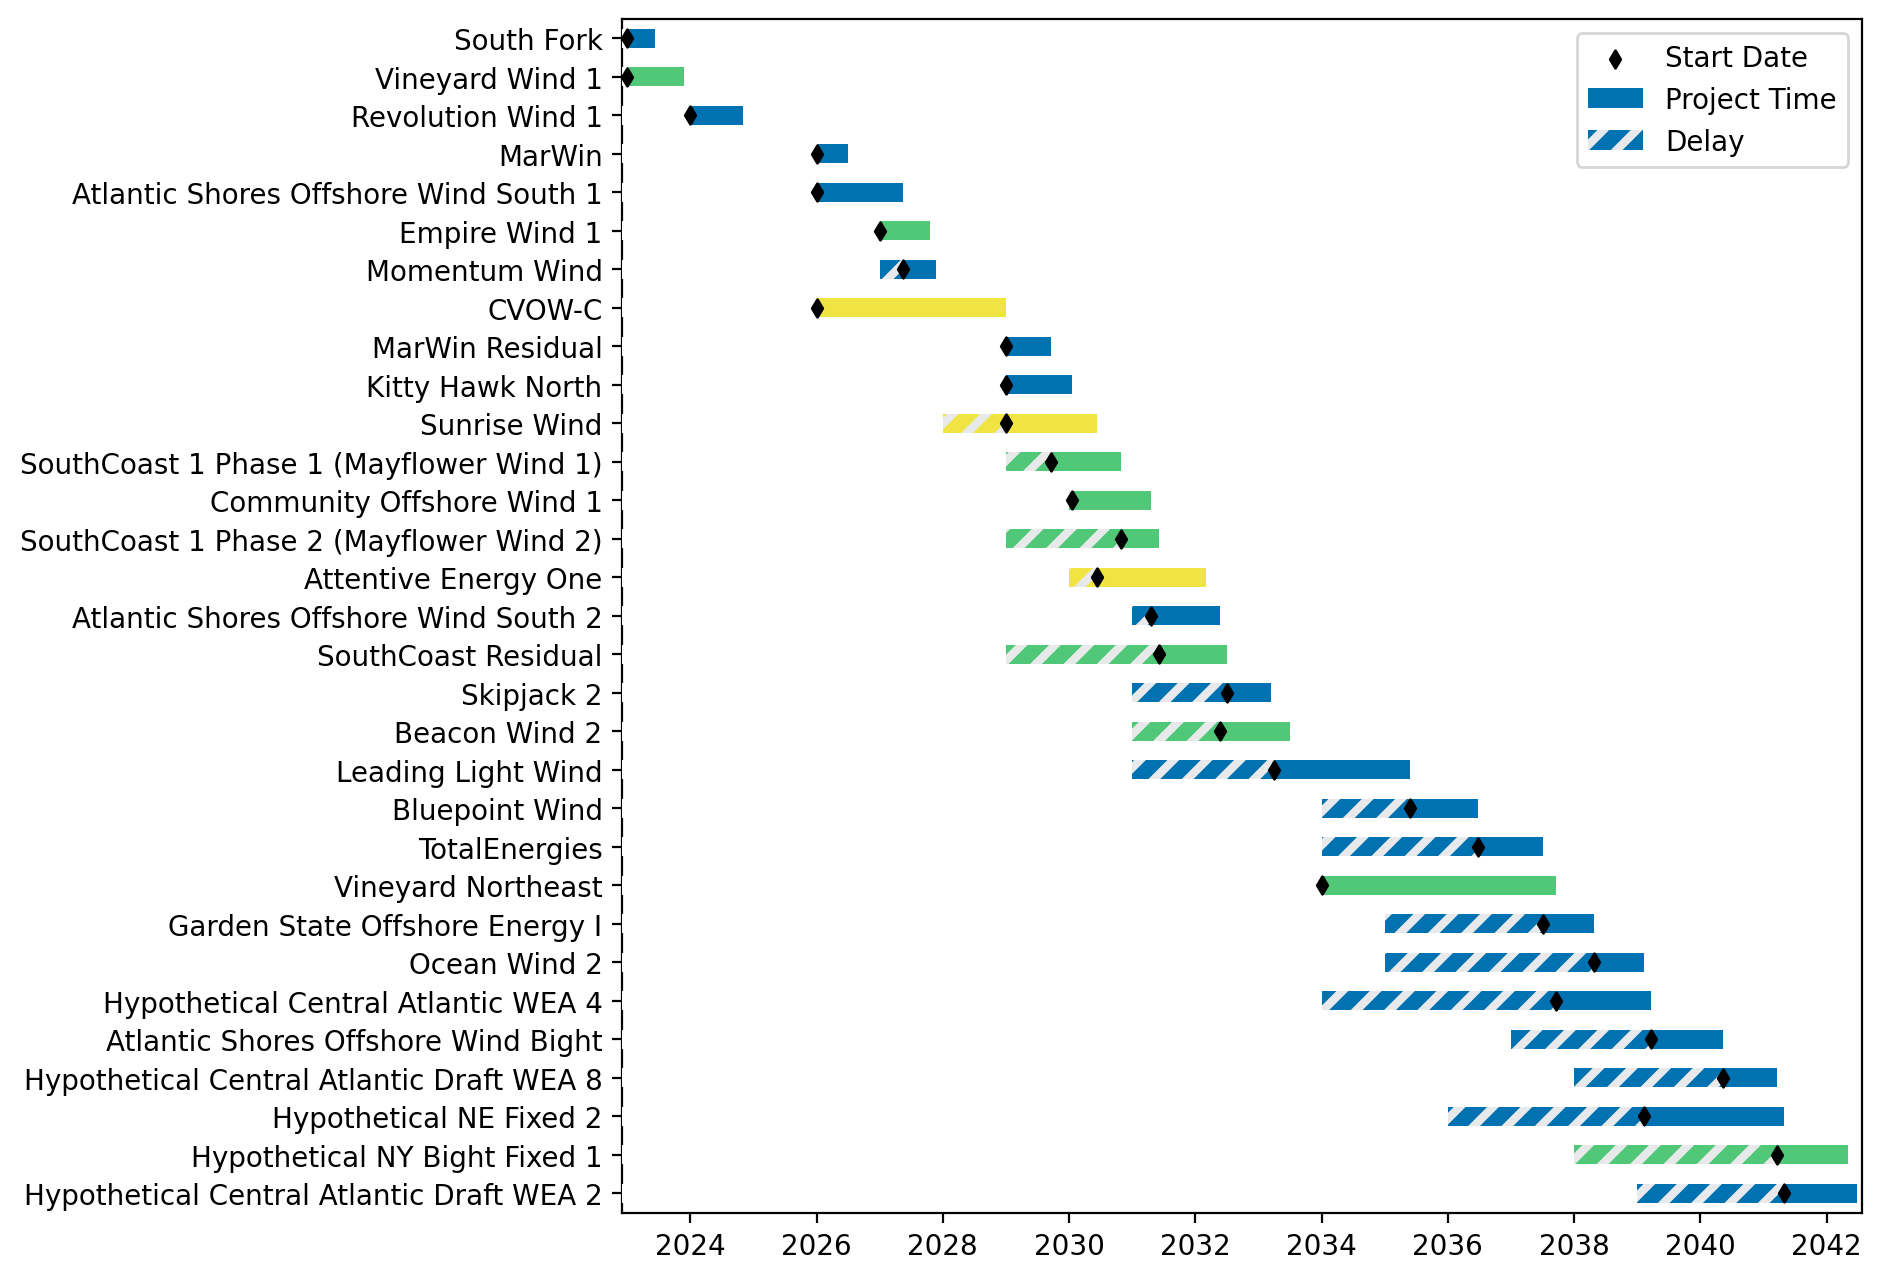 South Fork
Vineyard Wind 1
Revolution Wind 1
MarWin
Atlantic Shores Offshore Wind South 1
Empire Wind 1
Momentum Wind
CVOW-C
MarWin Residual
Kitty Hawk North
Sunrise Wind
SouthCoast 1 Phase 1 (Mayflower Wind 1)
Community Offshore Wind 1
SouthCoast 1 Phase 2 (Mayflower Wind 2)
Attentive Energy One
Atlantic Shores Offshore Wind South 2
SouthCoast Residual
Skipjack 2
Beacon Wind 2
Leading Light Wind
Bluepoint Wind
TotalEnergies
Vineyard Northeast
Garden State Offshore Energy I
Ocean Wind 2
Hypothetical Central Atlantic WEA 4
Atlantic Shores Offshore Wind Bight
Hypothetical Central Atlantic Draft WEA 8
Hypothetical NE Fixed 2
Hypothetical NY Bight Fixed 1
Hypothetical Central Atlantic Draft WEA 2
Start Date
Project Time
Delay
2024 2026 2028 2030 2032 2034 2036 2038 2040 2042